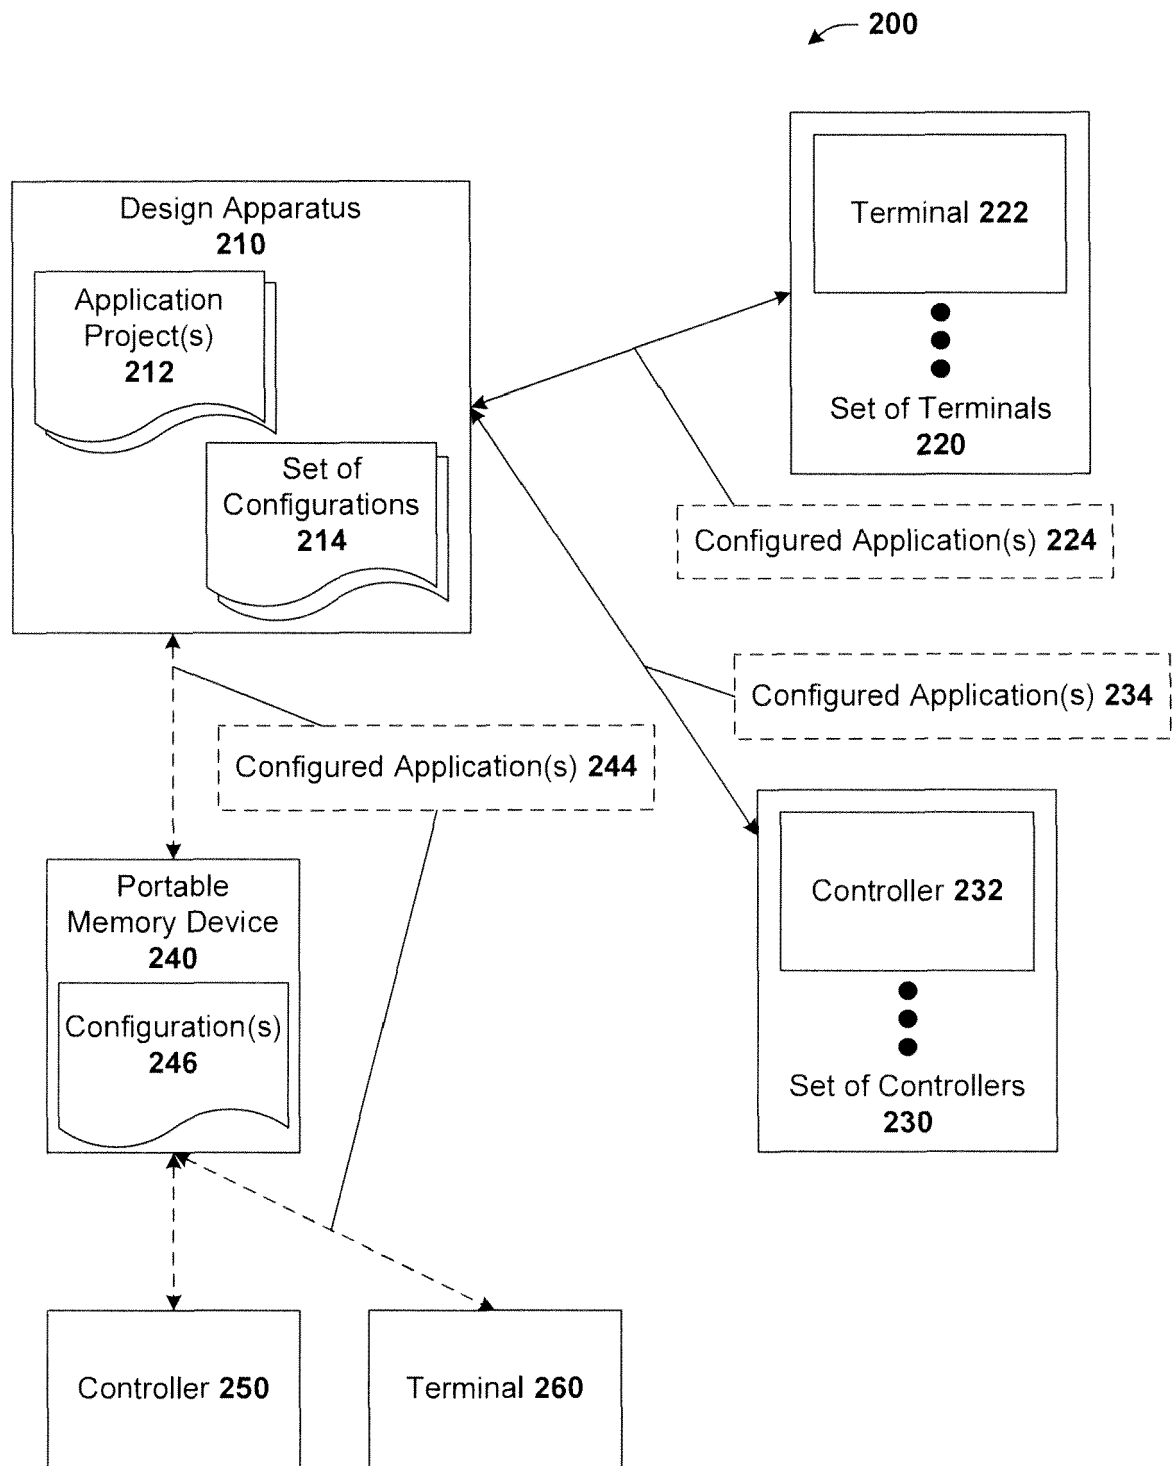 200
Terminal 222
Design Apparatus
210
Application
Project(s)
212
Set of Terminals
220
Set of
Configurations
214
Configured Application(s) 224
Configured Application(s) 234
Configured Application(s) 244
Portable
Memory Device
240
Controller 232
Configuration(s)
246
Set of Controllers
230
Controller 250
Terminal 260